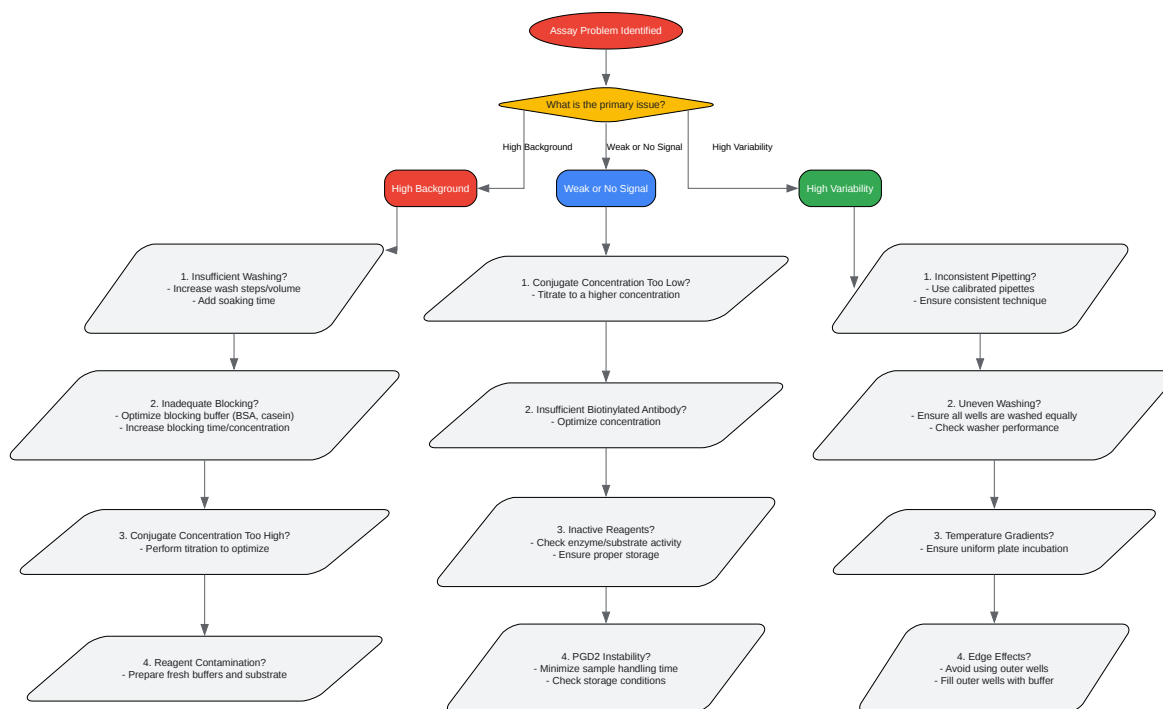 Assay Problem Identified
What is the primary issue?
High Background
Weak or No Signal
High Variability
High Background
Weak or No Signal
High Variability
1. Insufficient Washing?
- Increase wash steps/volume
- Add soaking time
1. Conjugate Concentration Too Low?
- Titrate to a higher concentration
1. Inconsistent Pipetting?
- Use calibrated pipettes
- Ensure consistent technique
2. Inadequate Blocking?
- Optimize blocking buffer (BSA, casein)
- Increase blocking time/concentration
2. Insufficient Biotinylated Antibody?
- Optimize concentration
2. Uneven Washing?
- Ensure all wells are washed equally
- Check washer performance
3. Conjugate Concentration Too High?
- Perform titration to optimize
3. Inactive Reagents?
- Check enzyme/substrate activity
- Ensure proper storage
3. Temperature Gradients?
- Ensure uniform plate incubation
4. Reagent Contamination?
- Prepare fresh buffers and substrate
4. PGD2 Instability?
- Minimize sample handling time
- Check storage conditions
4. Edge Effects?
- Avoid using outer wells
- Fill outer wells with buffer